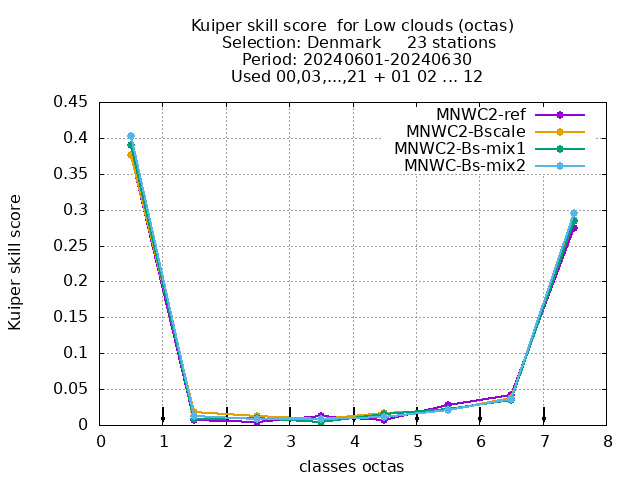 Kuiper skill score  for Low clouds (octas)
Selection: Denmark     23 stations
Period: 20240601-20240630
Used 00,03,...,21 + 01 02 ... 12
MNWC2-ref
MNWC2-Bscale
MNWC2-Bs-mix1
MNWC-Bs-mix2
Kuiper skill score
0.45
0.4
0.35
0.3
0.25
0.2
0.15
0.1
0.05
0
0 1 2 3 4 5 6 7 8
classes octas